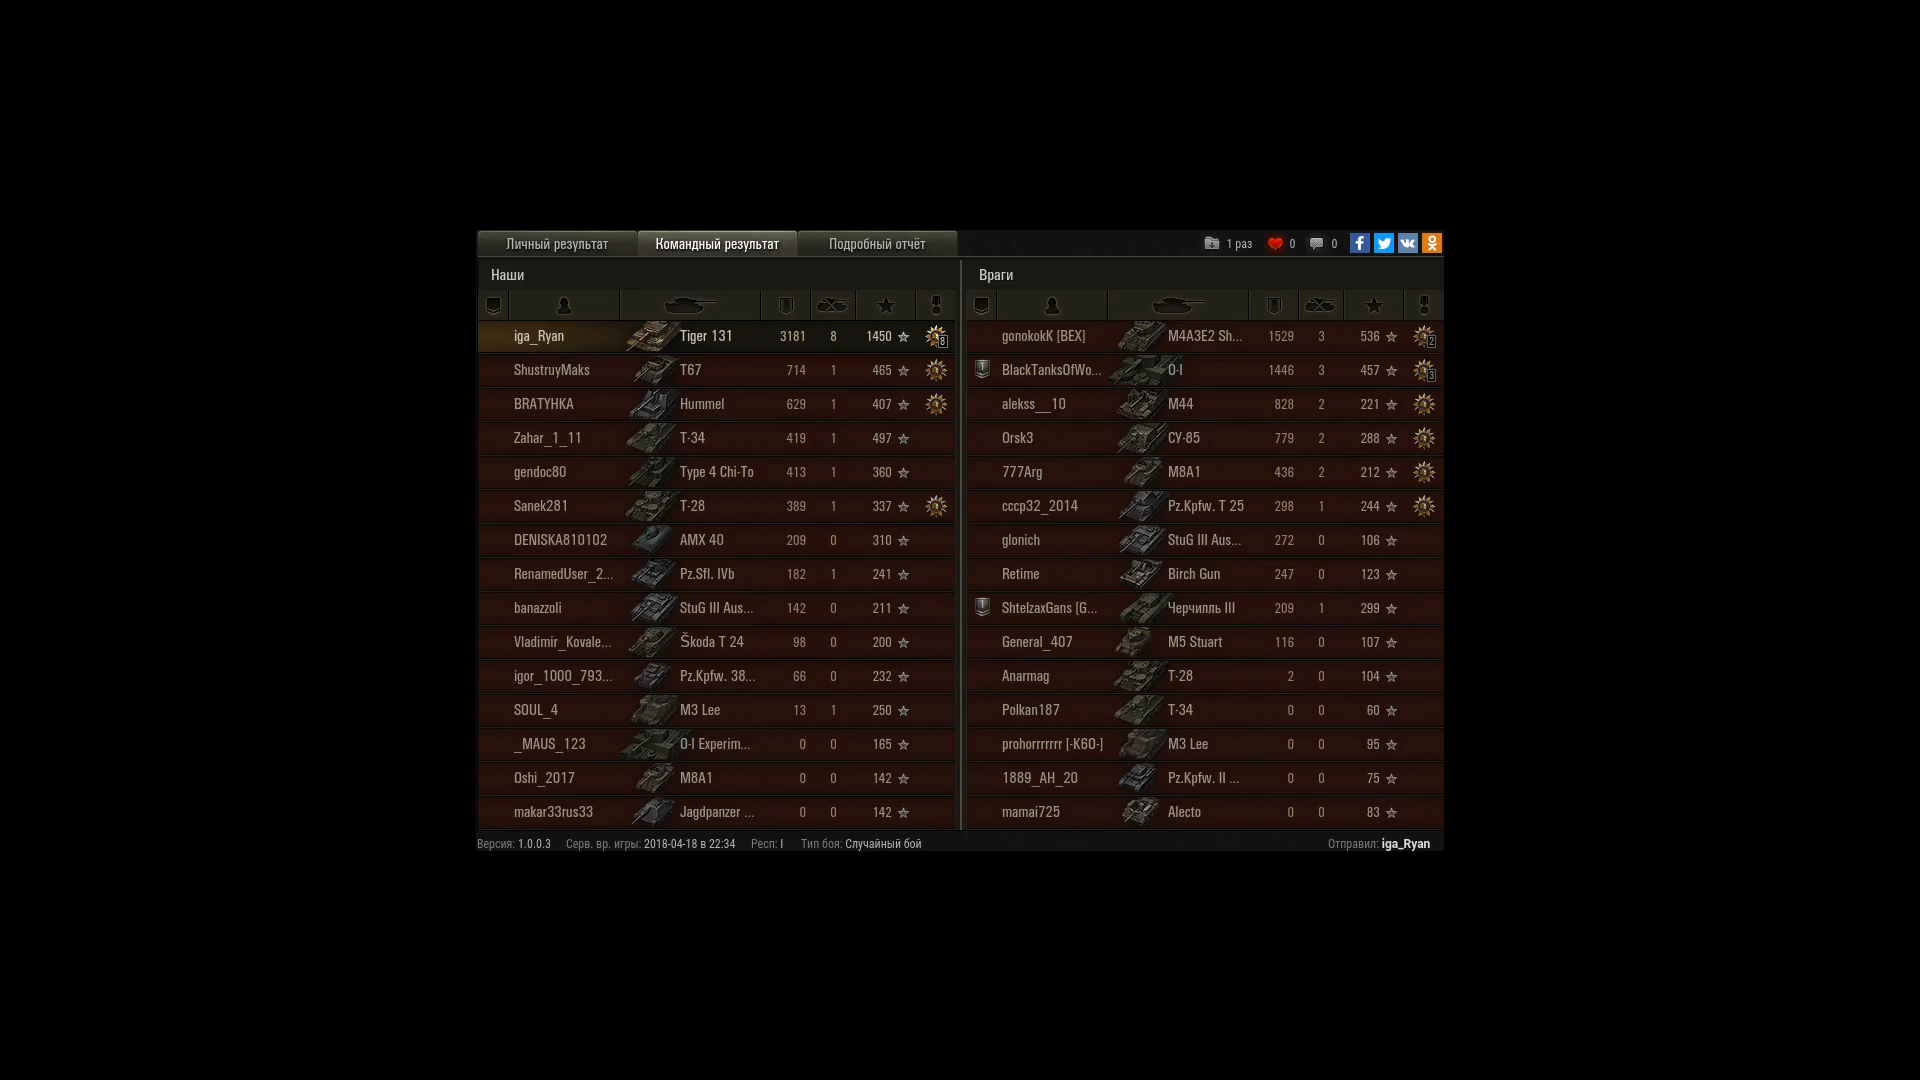 Личный результат Командный результат Подробный отчёт 1 раз 0 0
Наши Враги
iga_Ryan Tiger 131 3181 8 1450 8 gonokokK [BEX] M4A3E2 Sh... 1529 3 536 2
ShustruyMaks T67 714 1 465 BlackTanksOfWo... O-I 1446 3 457 3
BRATYHKA Hummel 629 1 407 alekss__10 M44 828 2 221
Zahar_1_11 Т-34 419 1 497 Orsk3 СУ-85 779 2 288
gendoc80 Type 4 Chi-To 413 1 360 777Arg M8A1 436 2 212
Sanek281 Т-28 389 1 337 cccp32_2014 Pz.Kpfw. T 25 298 1 244
DENISKA810102 AMX 40 209 0 310 glonich StuG III Aus... 272 0 106
RenamedUser_2... Pz.Sfl. IVb 182 1 241 Retime Birch Gun 247 0 123
banazzoli StuG III Aus... 142 0 211 ShtelzaxGans [G... Черчилль III 209 1 299
Vladimir_Kovale... Škoda T 24 98 0 200 General_407 M5 Stuart 116 0 107
igor_1000_793... Pz.Kpfw. 38... 66 0 232 Anarmag Т-28 2 0 104
SOUL_4 M3 Lee 13 1 250 Polkan187 Т-34 0 0 60
_MAUS_123 O-I Experim... 0 0 165 prohorrrrrrr [-K6O-] M3 Lee 0 0 95
Oshi_2017 M8A1 0 0 142 1889_AH_20 Pz.Kpfw. II ... 0 0 75
makar33rus33 Jagdpanzer ... 0 0 142 mamai725 Alecto 0 0 83
Версия: 1.0.0.3 Серв. вр. игры: 2018-04-18 в 22:34 Респ: I Тип боя: Случайный бой Отправил: iga_Ryan